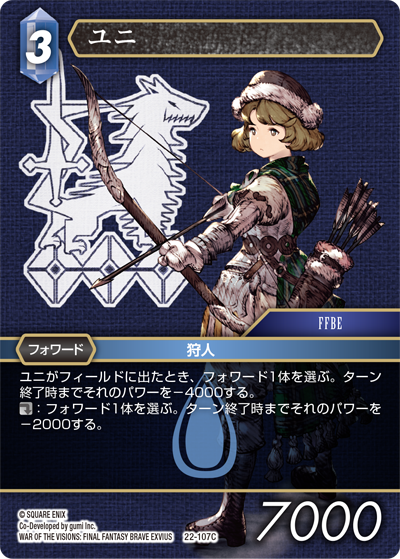 3
ユニ
FFBE
フォワード
狩人
ユニがフィールドに出たとき、フォワード1体を選ぶ。ターン
終了時までそれのパワーを-4000する。
：フォワード1体を選ぶ。ターン終了時までそれのパワーを
-2000する。
© SQUARE ENIX
Co-Developed by gumi Inc.
WAR OF THE VISIONS: FINAL FANTASY BRAVE EXVIUS
22-107C
7000